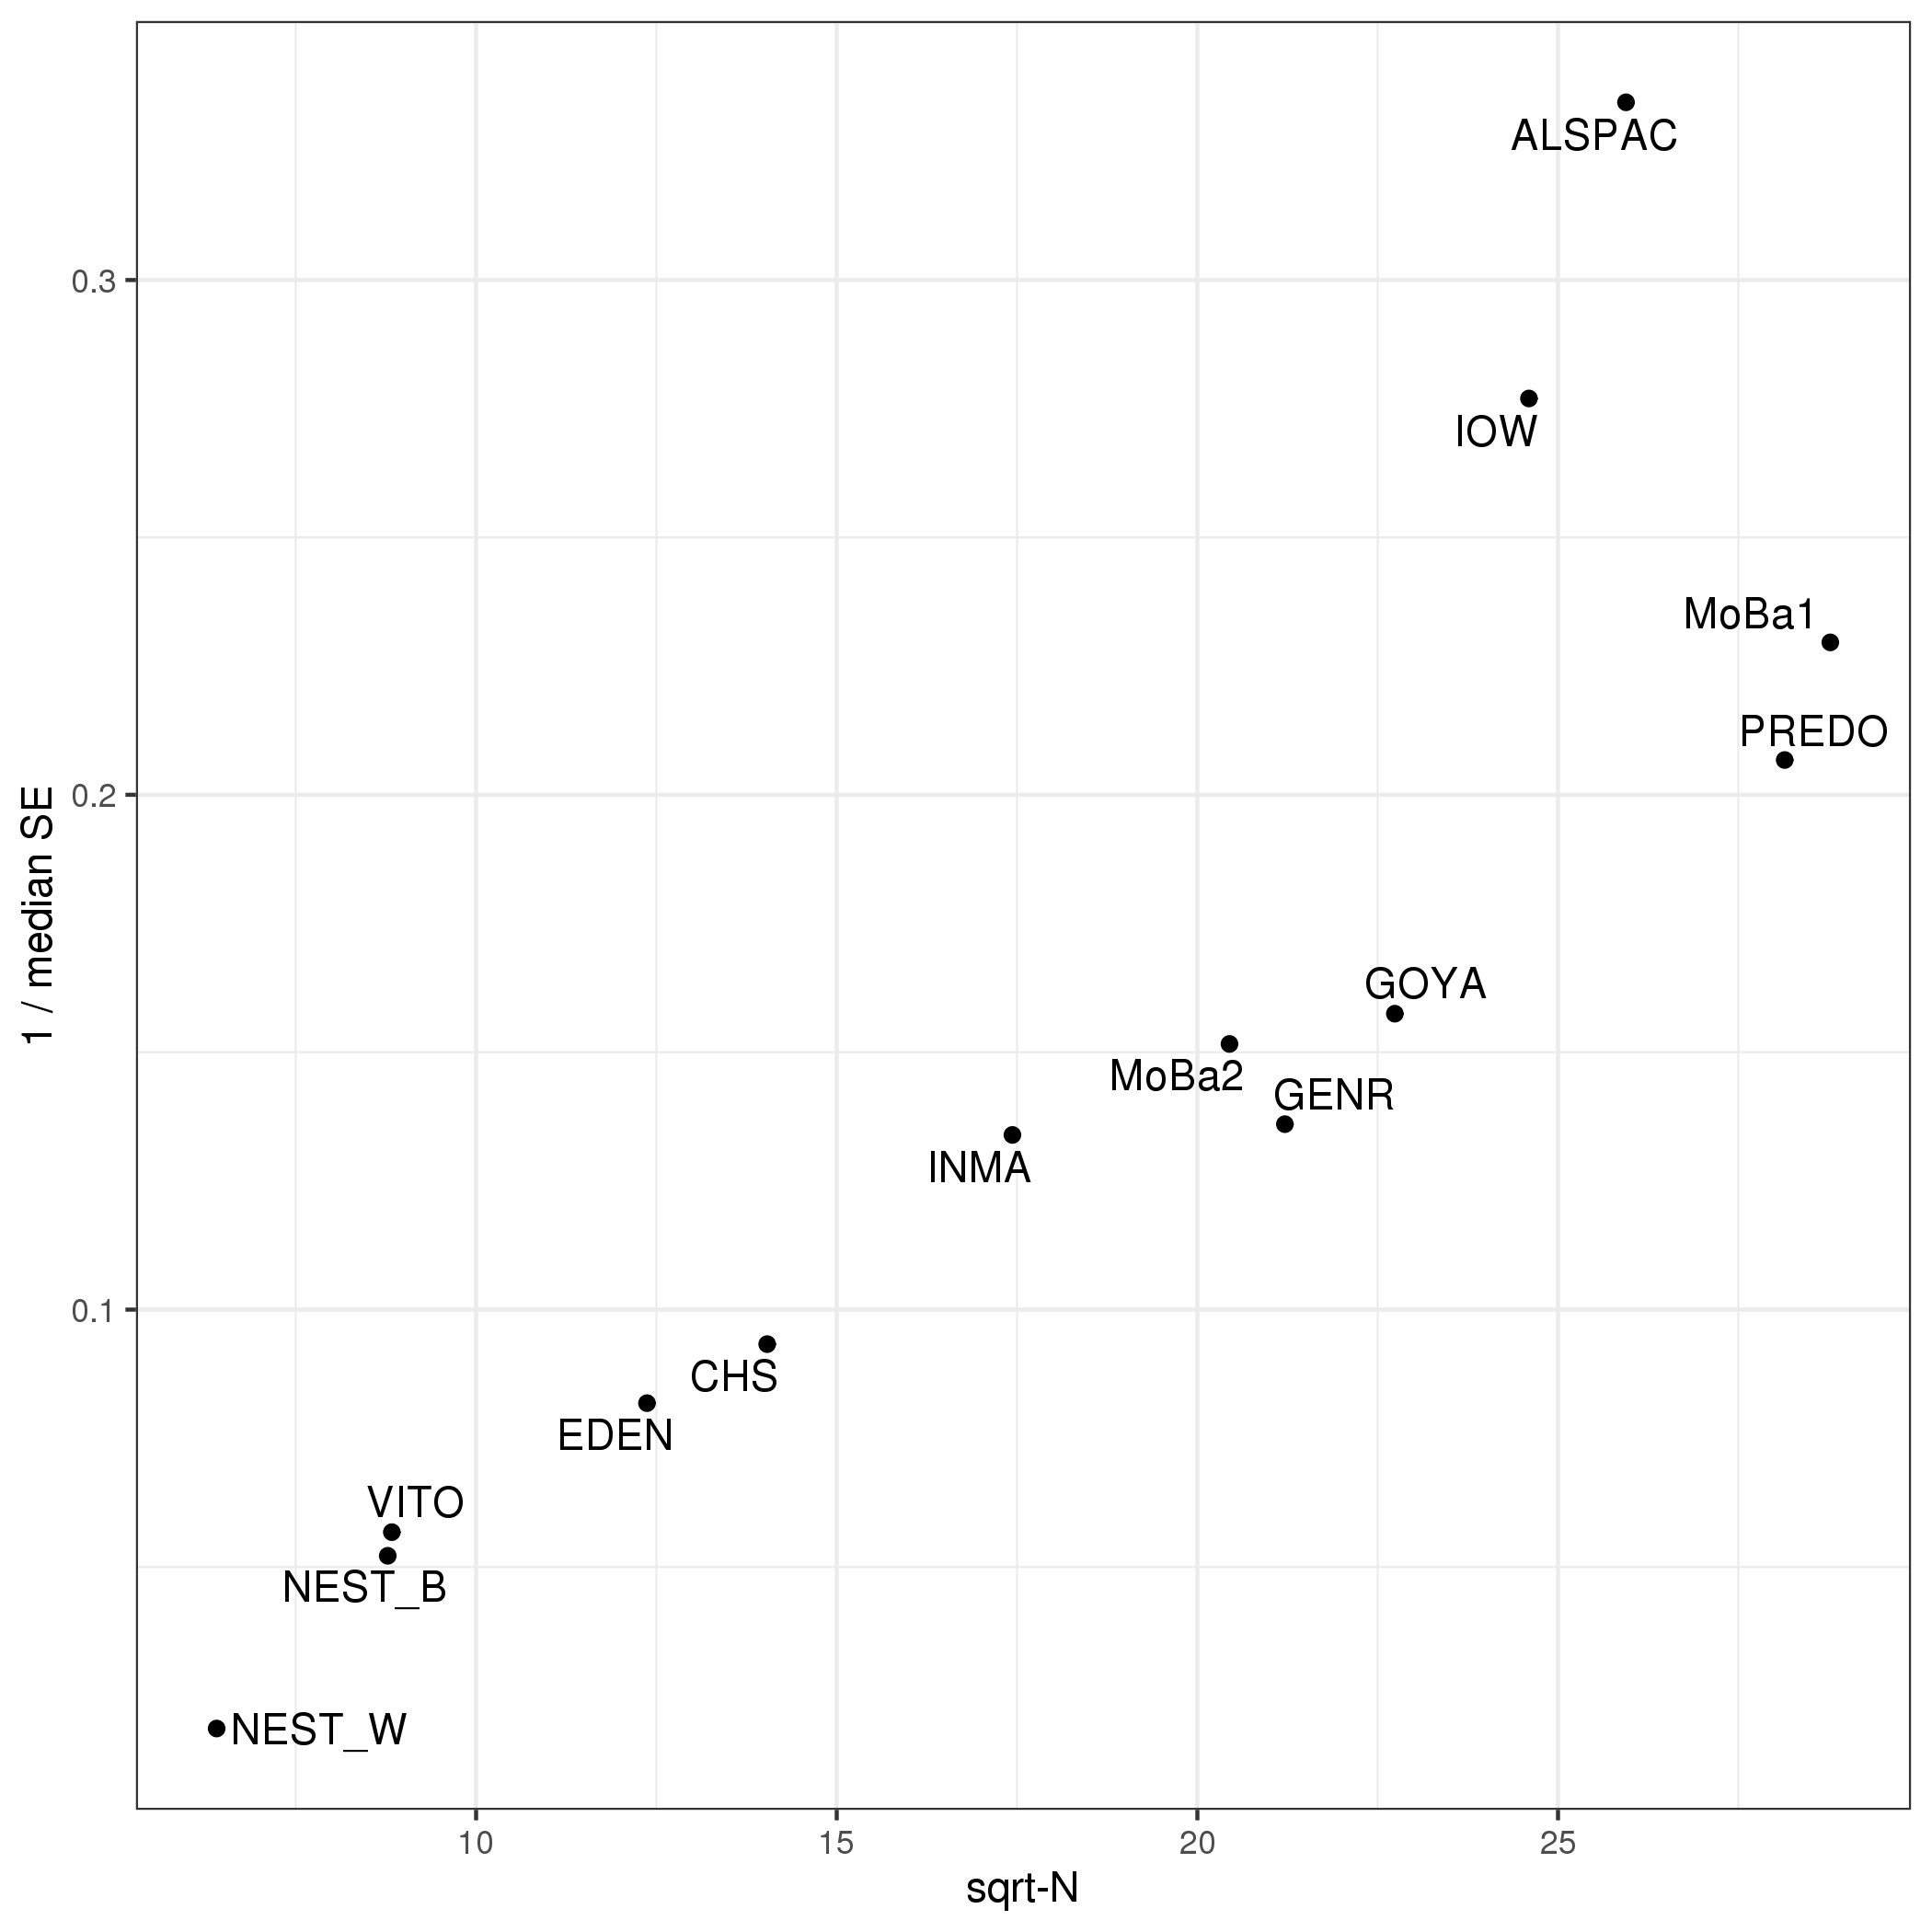 ALSPAC
0.3
IOW
MoBa1
PREDO
0.2
1 / median SE
GOYA
MoBa2
GENR
INMA
0.1
CHS
EDEN
VITO
NEST_B
NEST_W
10
15
20
25
sqrt-N